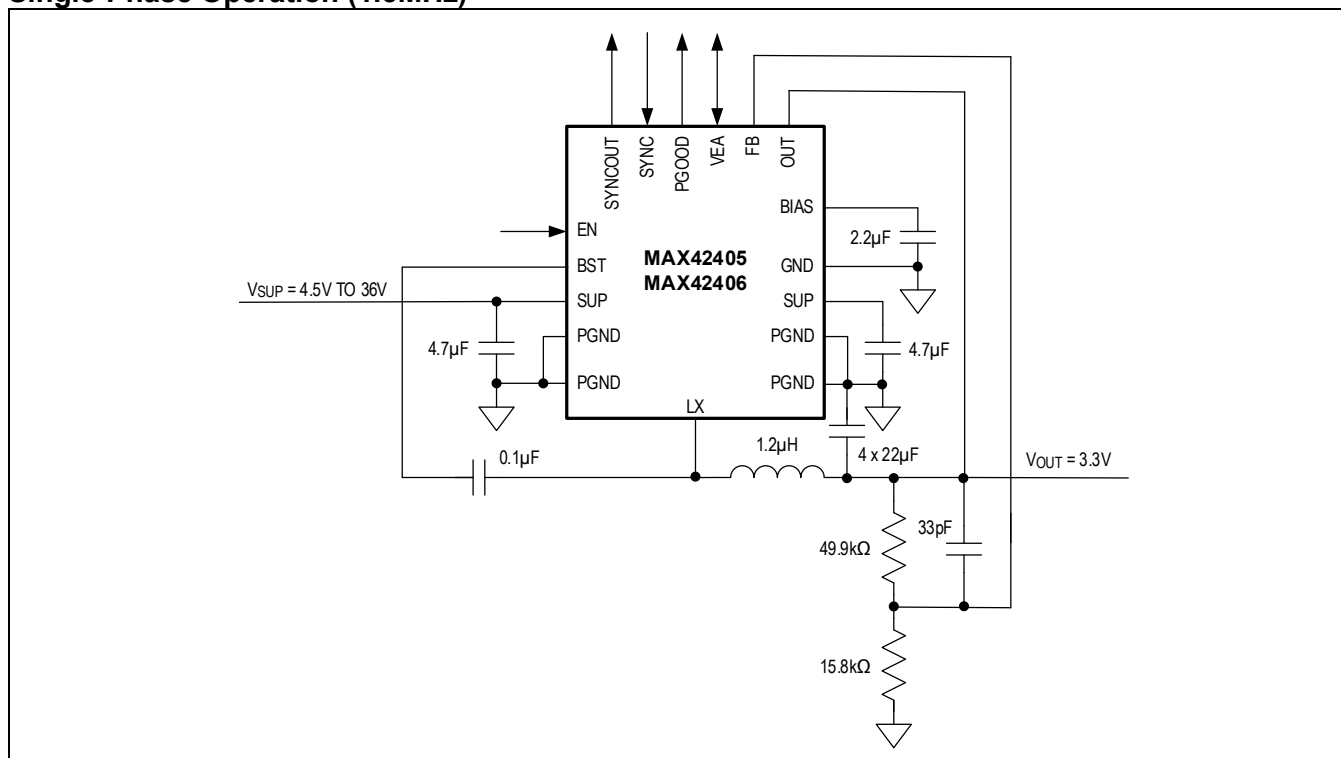 Single-Phase Operation (1.5MHz)
SYNCOUT
SYNC
PGOOD
VEA
FB
OUT
BIAS
2.2µF
EN
MAX42405
MAX42406
GND
BST
VSUP = 4.5V TO 36V
SUP
SUP
4.7µF
PGND
PGND
4.7µF
PGND
PGND
LX
0.1µF
1.2µH
4 x 22µF
VOUT = 3.3V
49.9kΩ
33pF
15.8kΩ